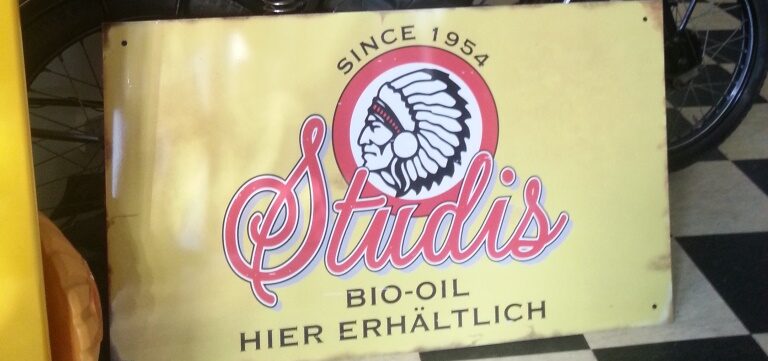 SINCE 1954
Studis
BIO-OIL
HIER ERHÄLTLICH